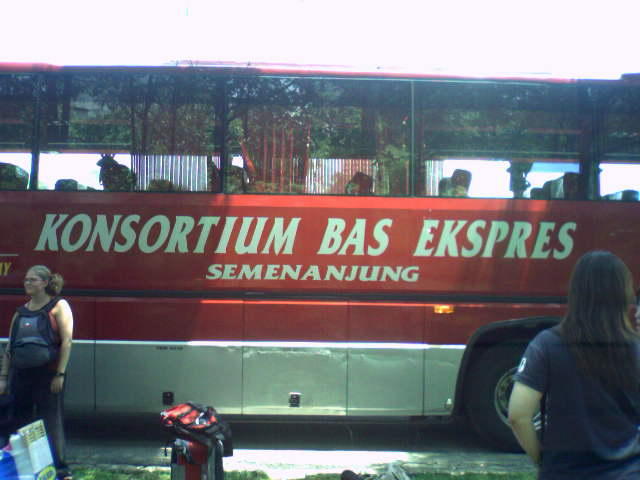 KONSORTIUM BAS EKSPRES
SEMENANJUNG